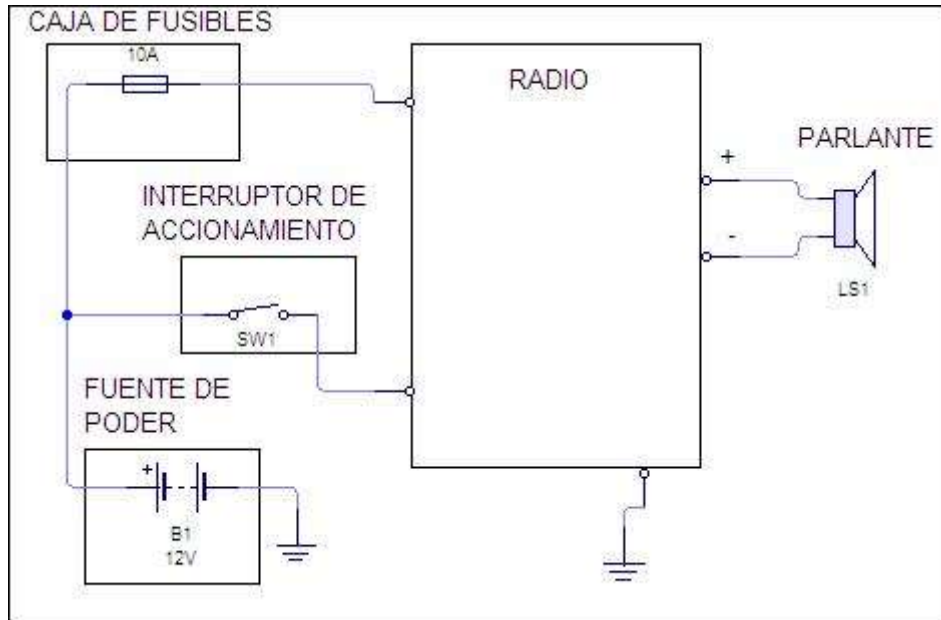 CAJA DE FUSIBLES
10A
RADIO
PARLANTE
+
-
LS1
INTERRUPTOR DE
ACCIONAMIENTO
SW1
FUENTE DE
PODER
+
B1
12V